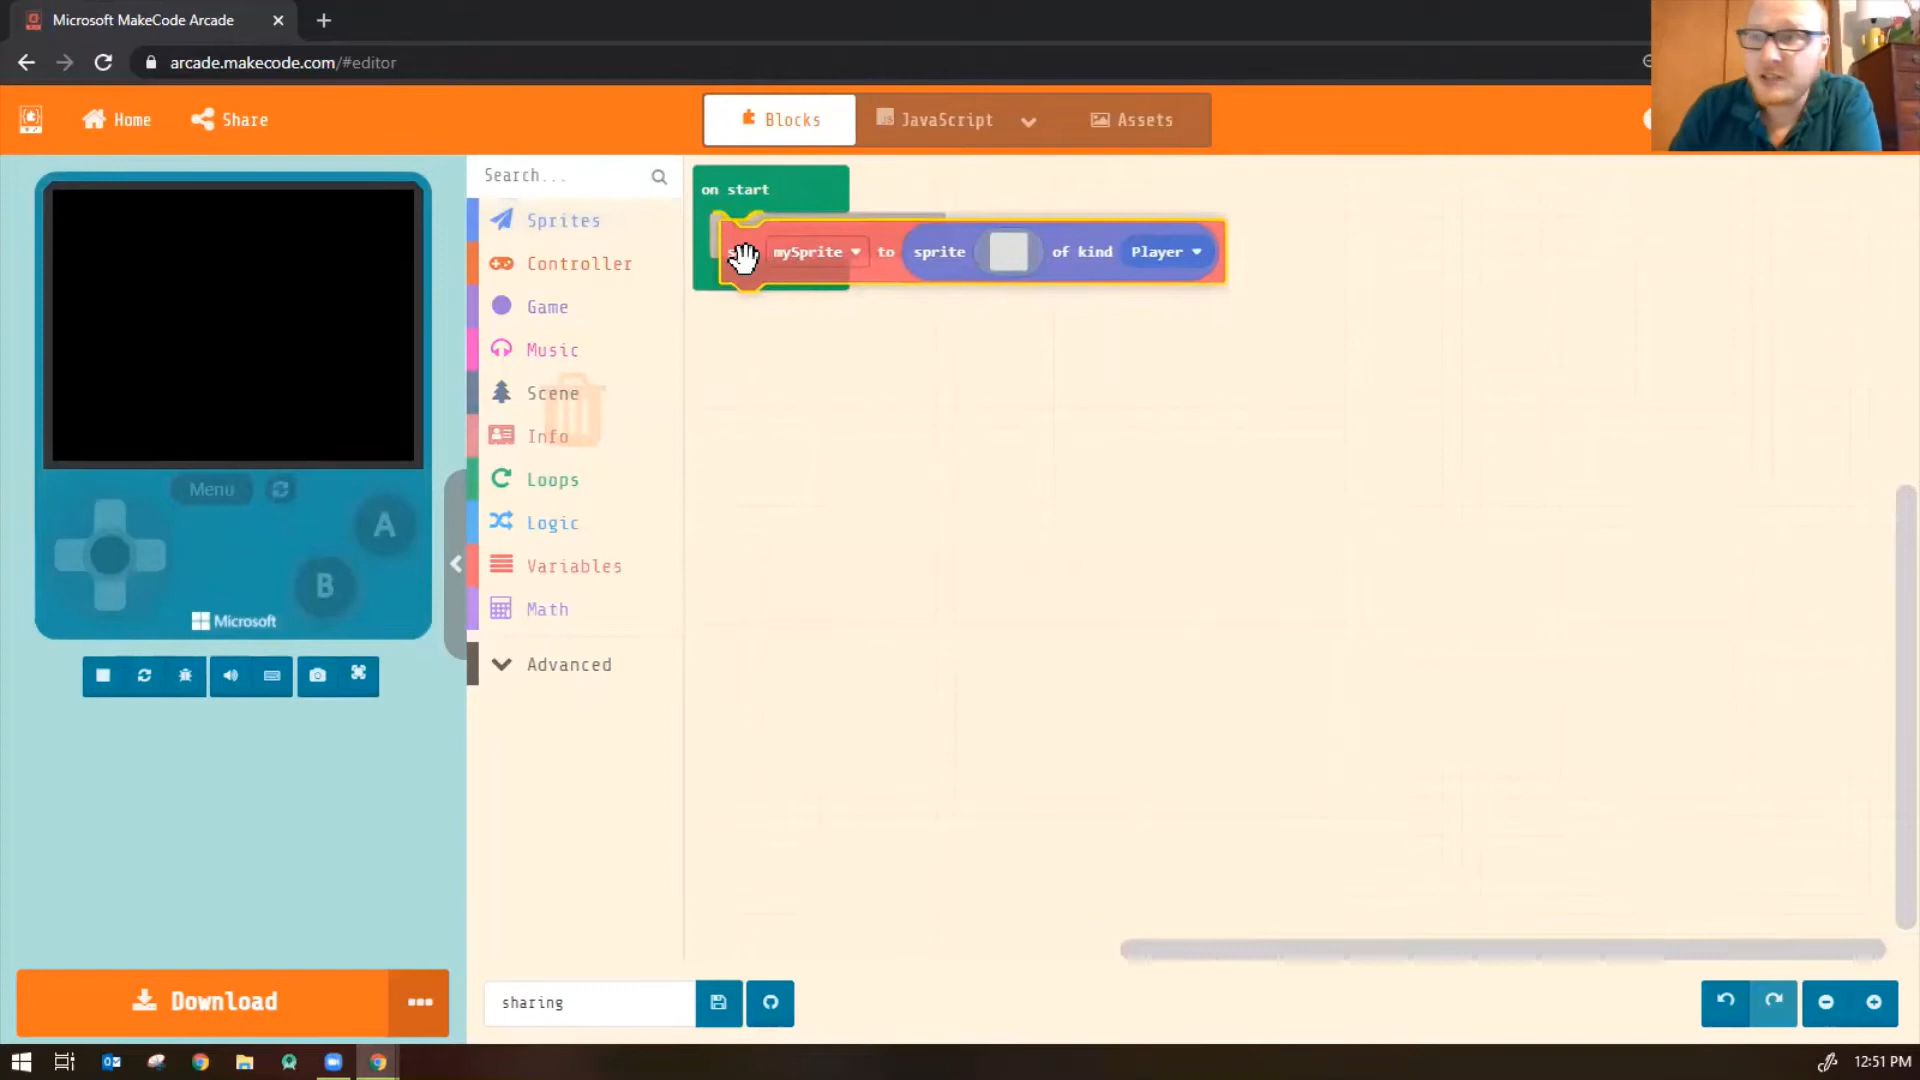 Microsoft MakeCode Arcade
arcade.makecode.com/#editor
Home
Share
Blocks
JavaScript
Assets
Search...
Sprites
Controller
Game
Music
Scene
Info
Loops
Logic
Variables
Math
Advanced
on start
mySprite to sprite of kind Player
Menu
A
B
Microsoft
Download
sharing
12:51 PM